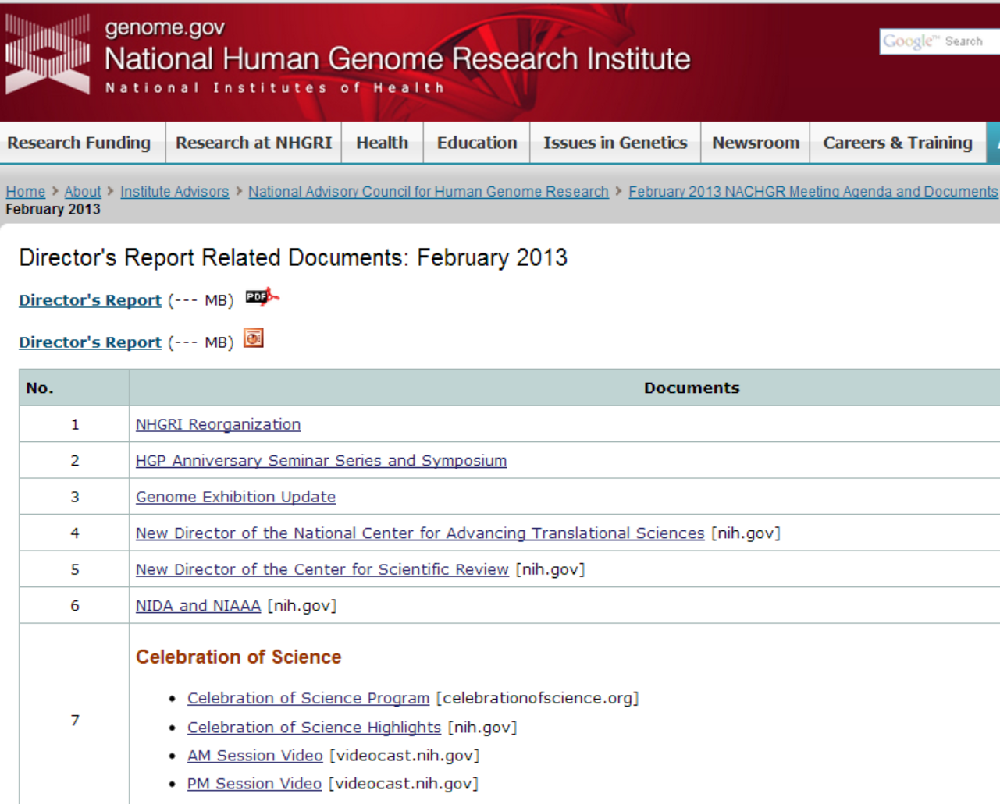 genome.gov
National Human Genome Research Institute
National Institutes of Health
Google™ Search
Research Funding
Research at NHGRI
Health
Education
Issues in Genetics
Newsroom
Careers & Training
Home > About > Institute Advisors > National Advisory Council for Human Genome Research > February 2013 NACHGR Meeting Agenda and Documents
February 2013
Director's Report Related Documents: February 2013
Director's Report (--- MB) PDF
Director's Report (--- MB)
No. Documents
1 NHGRI Reorganization
2 HGP Anniversary Seminar Series and Symposium
3 Genome Exhibition Update
4 New Director of the National Center for Advancing Translational Sciences [nih.gov]
5 New Director of the Center for Scientific Review [nih.gov]
6 NIDA and NIAAA [nih.gov]
7
Celebration of Science
• Celebration of Science Program [celebrationofscience.org]
• Celebration of Science Highlights [nih.gov]
• AM Session Video [videocast.nih.gov]
• PM Session Video [videocast.nih.gov]